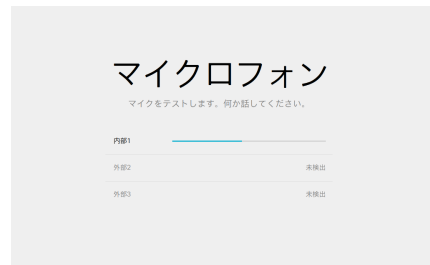 マイクロフォン
マイクをテストします。何か話してください。
内部1
外部2 未検出
外部3 未検出